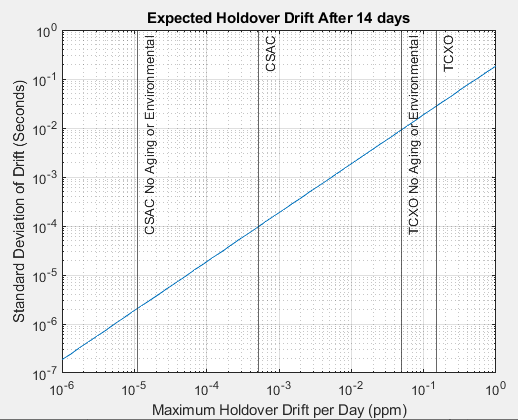 Expected Holdover Drift After 14 days
Standard Deviation of Drift (Seconds)
10^0
10^-1
10^-2
10^-3
10^-4
10^-5
10^-6
10^-7
CSAC No Aging or Environmental
CSAC
TCXO No Aging or Environmental
TCXO
10^-6 10^-5 10^-4 10^-3 10^-2 10^-1 10^0
Maximum Holdover Drift per Day (ppm)